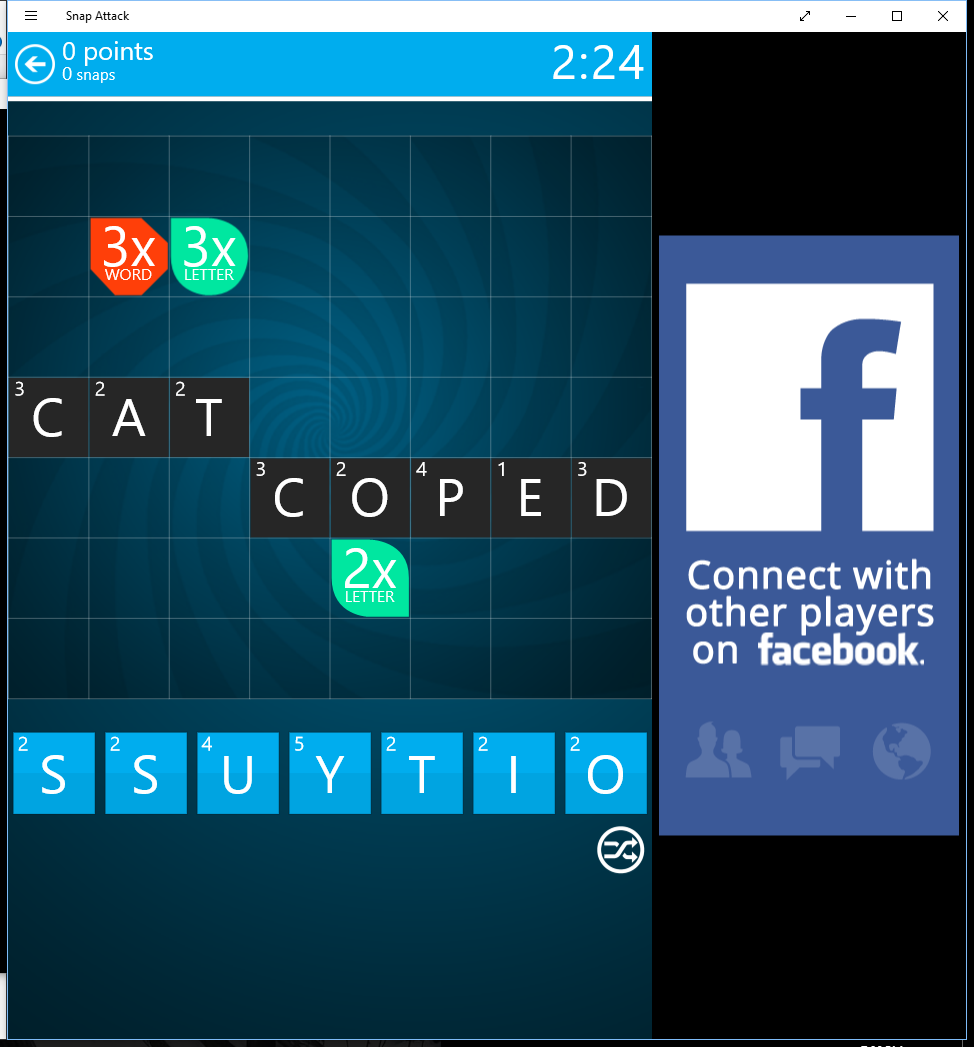 Snap Attack
0 points
0 snaps
2:24
3x
WORD
3x
LETTER
3 C 2 A 2 T
3 C 2 O 4 P 1 E 3 D
2x
LETTER
2 S 2 S 4 U 5 Y 2 T 2 I 2 O
f
Connect with
other players
on facebook.